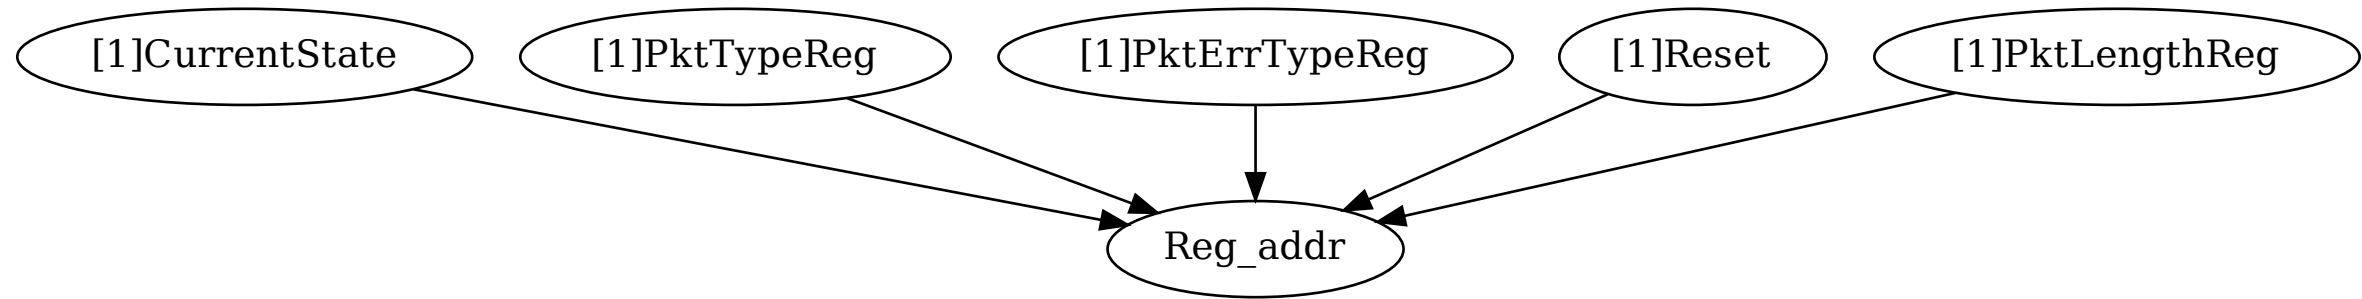 [1]CurrentState
[1]PktTypeReg
[1]PktErrTypeReg
[1]Reset
[1]PktLengthReg
Reg_addr